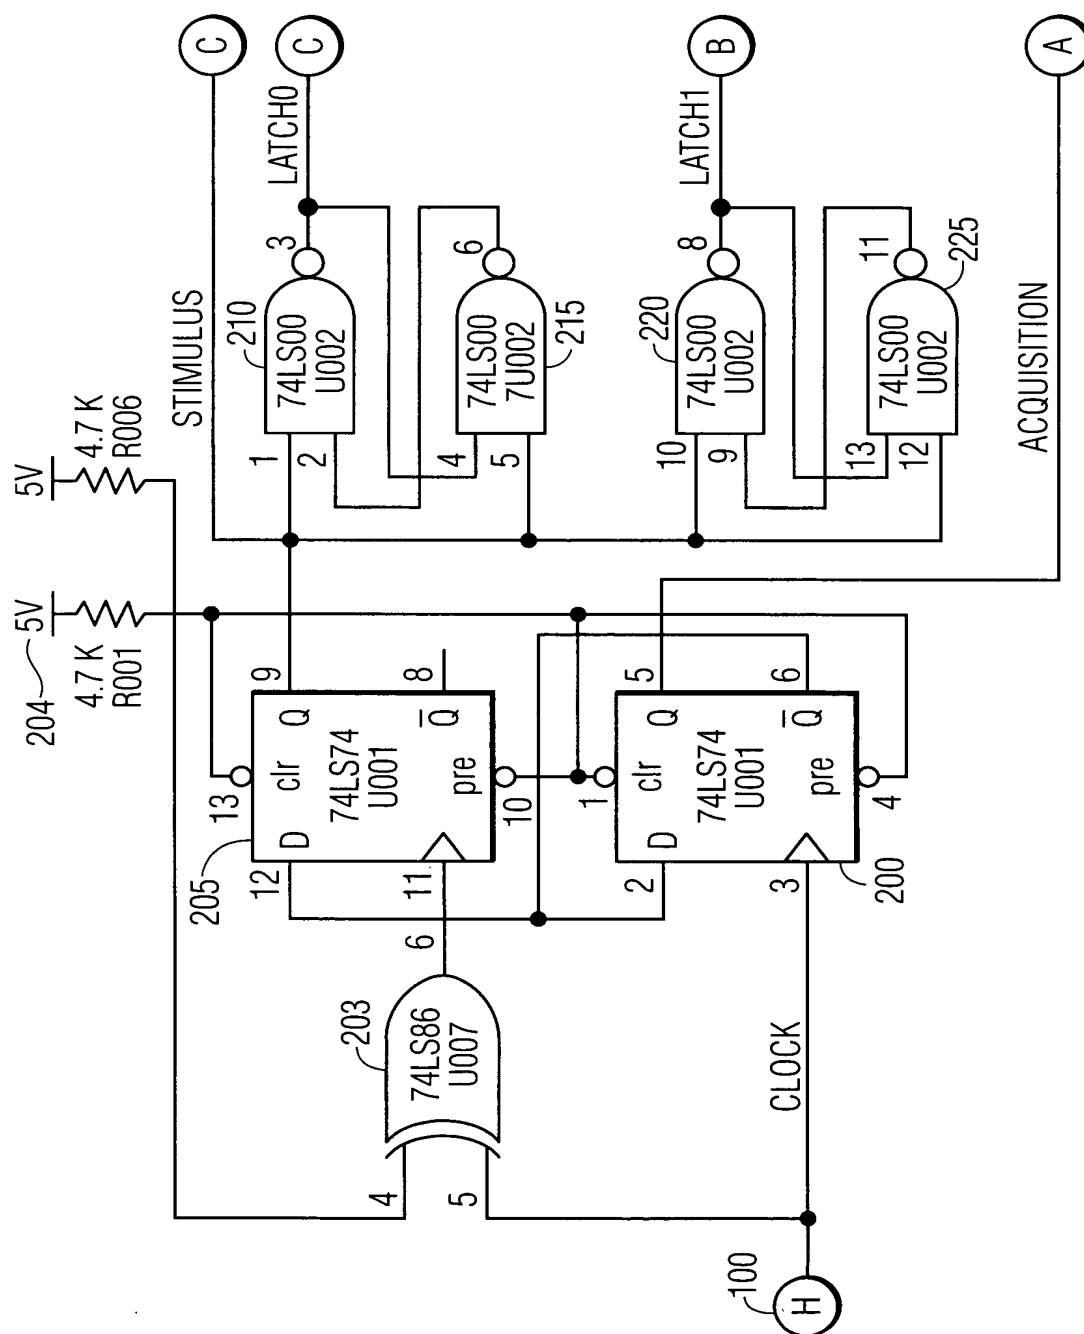 C
C
B
A
LATCH0
LATCH1
STIMULUS
ACQUISITION
210
3
74LS00
U002
1
2
6
74LS00
7U002
215
4
5
220
8
74LS00
U002
10
9
11
225
74LS00
U002
13
12
5V
4.7 K
R006
204
5V
4.7 K
R001
9
8
Q
Q
clr
pre
D
74LS74
U001
13
10
205
12
11
5
6
Q
Q
clr
pre
D
74LS74
U001
1
4
2
3
200
6
203
74LS86
U007
4
5
CLOCK
100
H